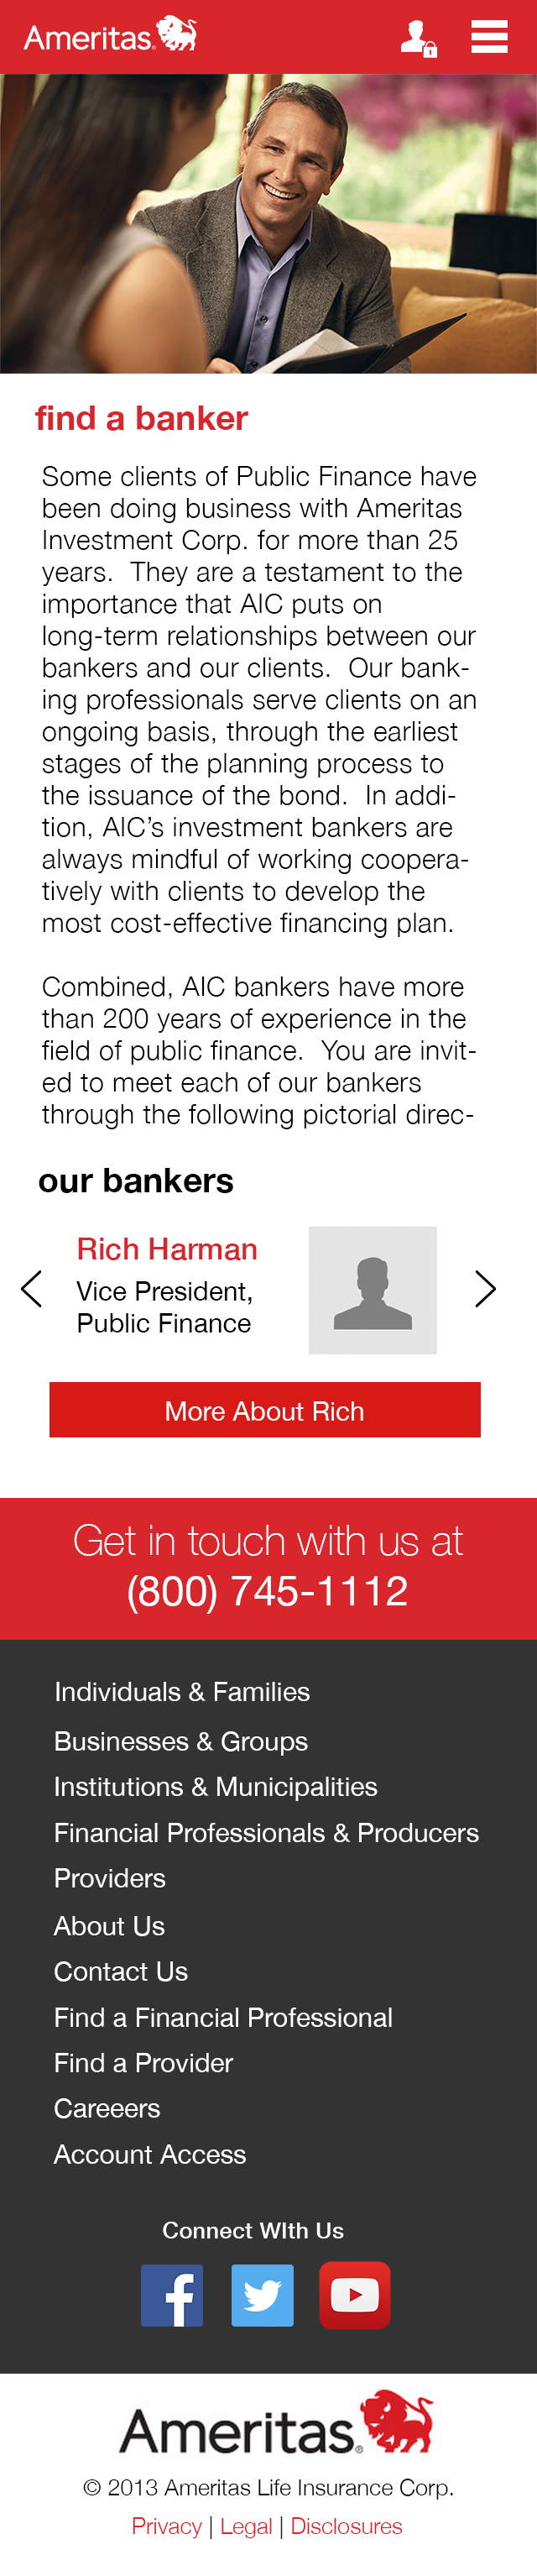 Ameritas®
find a banker
Some clients of Public Finance have
been doing business with Ameritas
Investment Corp. for more than 25
years.  They are a testament to the
importance that AIC puts on
long-term relationships between our
bankers and our clients.  Our bank-
ing professionals serve clients on an
ongoing basis, through the earliest
stages of the planning process to
the issuance of the bond.  In addi-
tion, AIC’s investment bankers are
always mindful of working coopera-
tively with clients to develop the
most cost-effective financing plan.
Combined, AIC bankers have more
than 200 years of experience in the
field of public finance.  You are invit-
ed to meet each of our bankers
through the following pictorial direc-
our bankers
Rich Harman
Vice President,
Public Finance
More About Rich
Get in touch with us at
(800) 745-1112
Individuals & Families
Businesses & Groups
Institutions & Municipalities
Financial Professionals & Producers
Providers
About Us
Contact Us
Find a Financial Professional
Find a Provider
Careeers
Account Access
Connect WIth Us
Ameritas®
© 2013 Ameritas Life Insurance Corp.
Privacy | Legal | Disclosures